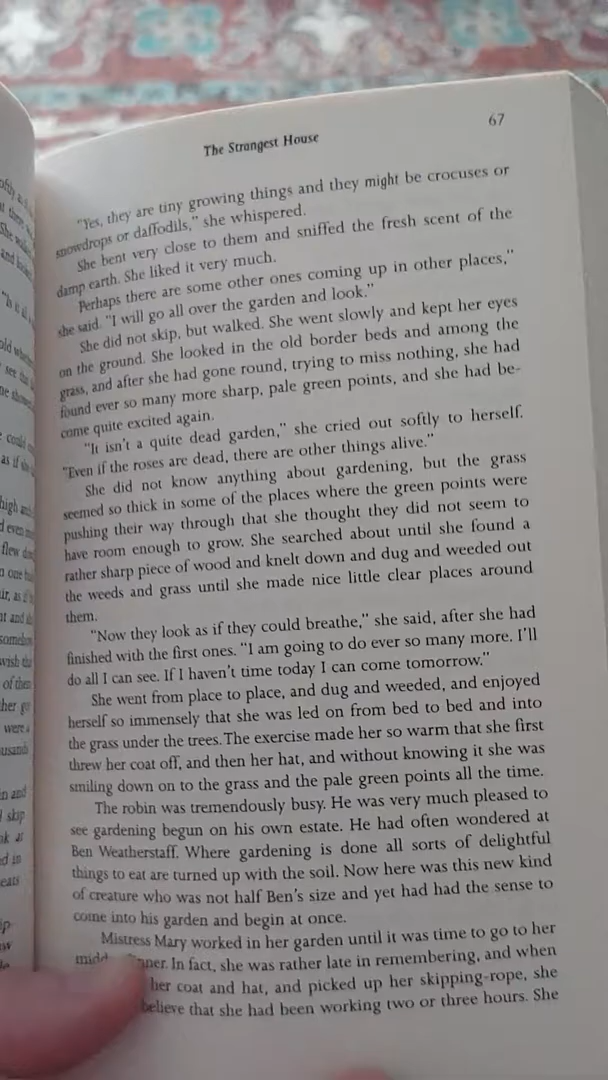 The Strangest House
67
"Yes, they are tiny growing things and they might be crocuses or
snowdrops or daffodils," she whispered.
She bent very close to them and sniffed the fresh scent of the
damp earth. She liked it very much.
Perhaps there are some other ones coming up in other places,"
she said. "I will go all over the garden and look."
She did not skip, but walked. She went slowly and kept her eyes
on the ground. She looked in the old border beds and among the
grass, and after she had gone round, trying to miss nothing, she had
found ever so many more sharp, pale green points, and she had be-
come quite excited again.
"It isn't a quite dead garden," she cried out softly to herself.
"Even if the roses are dead, there are other things alive."
She did not know anything about gardening, but the grass
seemed so thick in some of the places where the green points were
pushing their way through that she thought they did not seem to
have room enough to grow. She searched about until she found a
rather sharp piece of wood and knelt down and dug and weeded out
the weeds and grass until she made nice little clear places around
them.
"Now they look as if they could breathe," she said, after she had
finished with the first ones. "I am going to do ever so many more. I'll
do all I can see. If I haven't time today I can come tomorrow."
She went from place to place, and dug and weeded, and enjoyed
herself so immensely that she was led on from bed to bed and into
the grass under the trees. The exercise made her so warm that she first
threw her coat off, and then her hat, and without knowing it she was
smiling down on to the grass and the pale green points all the time.
The robin was tremendously busy. He was very much pleased to
see gardening begun on his own estate. He had often wondered at
Ben Weatherstaff. Where gardening is done all sorts of delightful
things to eat are turned up with the soil. Now here was this new kind
of creature who was not half Ben's size and yet had had the sense to
come into his garden and begin at once.
Mistress Mary worked in her garden until it was time to go to her
In fact, she was rather late in remembering, and when
her coat and hat, and picked up her skipping-rope, she
believe that she had been working two or three hours. She